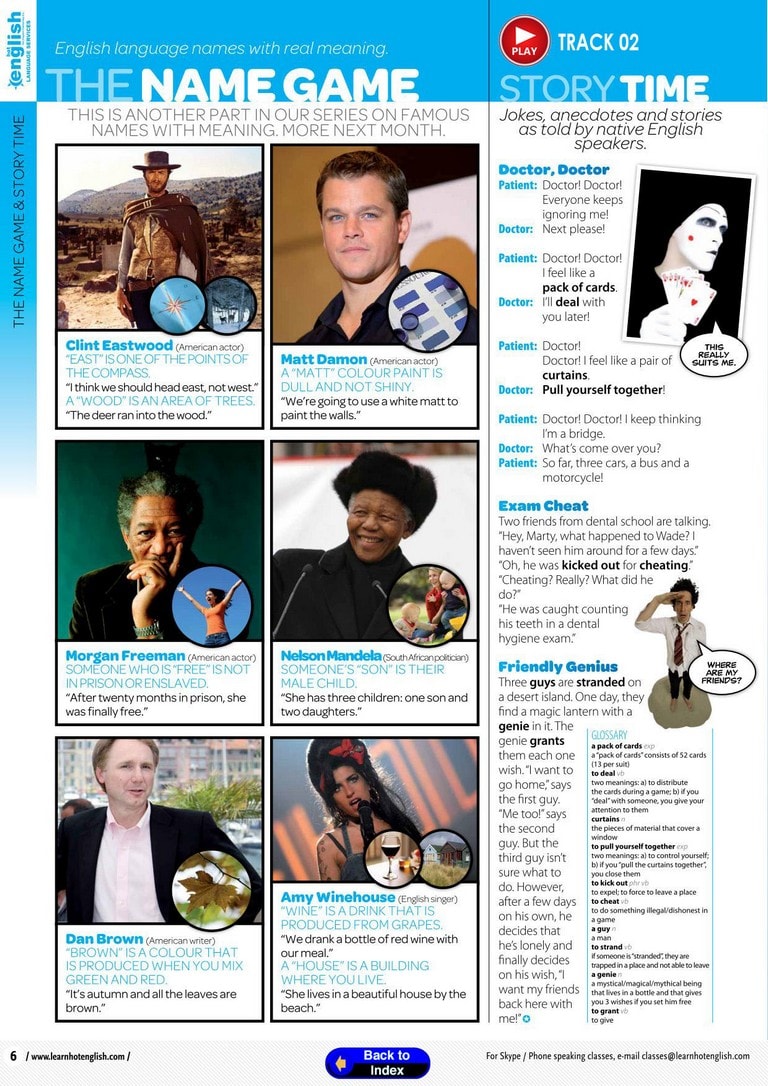 english
LANGUAGE SERVICES
THE NAME GAME & STORY TIME
English language names with real meaning.
THE NAME GAME
THIS IS ANOTHER PART IN OUR SERIES ON FAMOUS
NAMES WITH MEANING. MORE NEXT MONTH.
Clint Eastwood (American actor)
"EAST" IS ONE OF THE POINTS OF
THE COMPASS.
"I think we should head east, not west."
A "WOOD" IS AN AREA OF TREES.
"The deer ran into the wood."
Matt Damon (American actor)
A "MATT" COLOUR PAINT IS
DULL AND NOT SHINY.
"We're going to use a white matt to
paint the walls."
Morgan Freeman (American actor)
SOMEONE WHO IS "FREE" IS NOT
IN PRISON OR ENSLAVED.
"After twenty months in prison, she
was finally free."
Nelson Mandela (South African politician)
SOMEONE'S "SON" IS THEIR
MALE CHILD.
"She has three children: one son and
two daughters."
Dan Brown (American writer)
"BROWN" IS A COLOUR THAT
IS PRODUCED WHEN YOU MIX
GREEN AND RED.
"It's autumn and all the leaves are
brown."
Amy Winehouse (English singer)
"WINE" IS A DRINK THAT IS
PRODUCED FROM GRAPES.
"We drank a bottle of red wine with
our meal."
A "HOUSE" IS A BUILDING
WHERE YOU LIVE.
"She lives in a beautiful house by the
beach."
PLAY
TRACK 02
STORY TIME
Jokes, anecdotes and stories
as told by native English
speakers.
Doctor, Doctor
Patient: Doctor! Doctor!
Everyone keeps
ignoring me!
Doctor: Next please!
Patient: Doctor! Doctor!
I feel like a
pack of cards.
Doctor: I'll deal with
you later!
Patient: Doctor!
Doctor! I feel like a pair of
curtains.
Doctor: Pull yourself together!
Patient: Doctor! Doctor! I keep thinking
I'm a bridge.
Doctor: What's come over you?
Patient: So far, three cars, a bus and a
motorcycle!
THIS
REALLY
SUITS ME.
Exam Cheat
Two friends from dental school are talking.
"Hey, Marty, what happened to Wade? I
haven't seen him around for a few days."
"Oh, he was kicked out for cheating."
"Cheating? Really? What did he
do?"
"He was caught counting
his teeth in a dental
hygiene exam."
WHERE
ARE MY
FRIENDS?
Friendly Genius
Three guys are stranded on
a desert island. One day, they
find a magic lantern with a
genie in it. The
genie grants
them each one
wish. "I want to
go home," says
the first guy.
"Me too!" says
the second
guy. But the
third guy isn't
sure what to
do. However,
after a few days
on his own, he
decides that
he's lonely and
finally decides
on his wish, "I
want my friends
back here with
me!"
GLOSSARY
a pack of cards exp
a "pack of cards" consists of 52 cards
(13 per suit)
to deal vb
two meanings: a) to distribute
the cards during a game; b) if you
"deal" with someone, you give your
attention to them
curtains n
the pieces of material that cover a
window
to pull yourself together exp
two meanings: a) to control yourself;
b) if you "pull the curtains together",
you close them
to kick out phr vb
to expel; to force to leave a place
to cheat vb
to do something illegal/dishonest in
a game
a guy n
a man
to strand vb
if someone is "stranded", they are
trapped in a place and not able to leave
a genie n
a mystical/magical/mythical being
that lives in a bottle and that gives
you 3 wishes if you set him free
to grant vb
to give
6 / www.learnhotenglish.com /
Back to
Index
For Skype / Phone speaking classes, e-mail classes@learnhotenglish.com